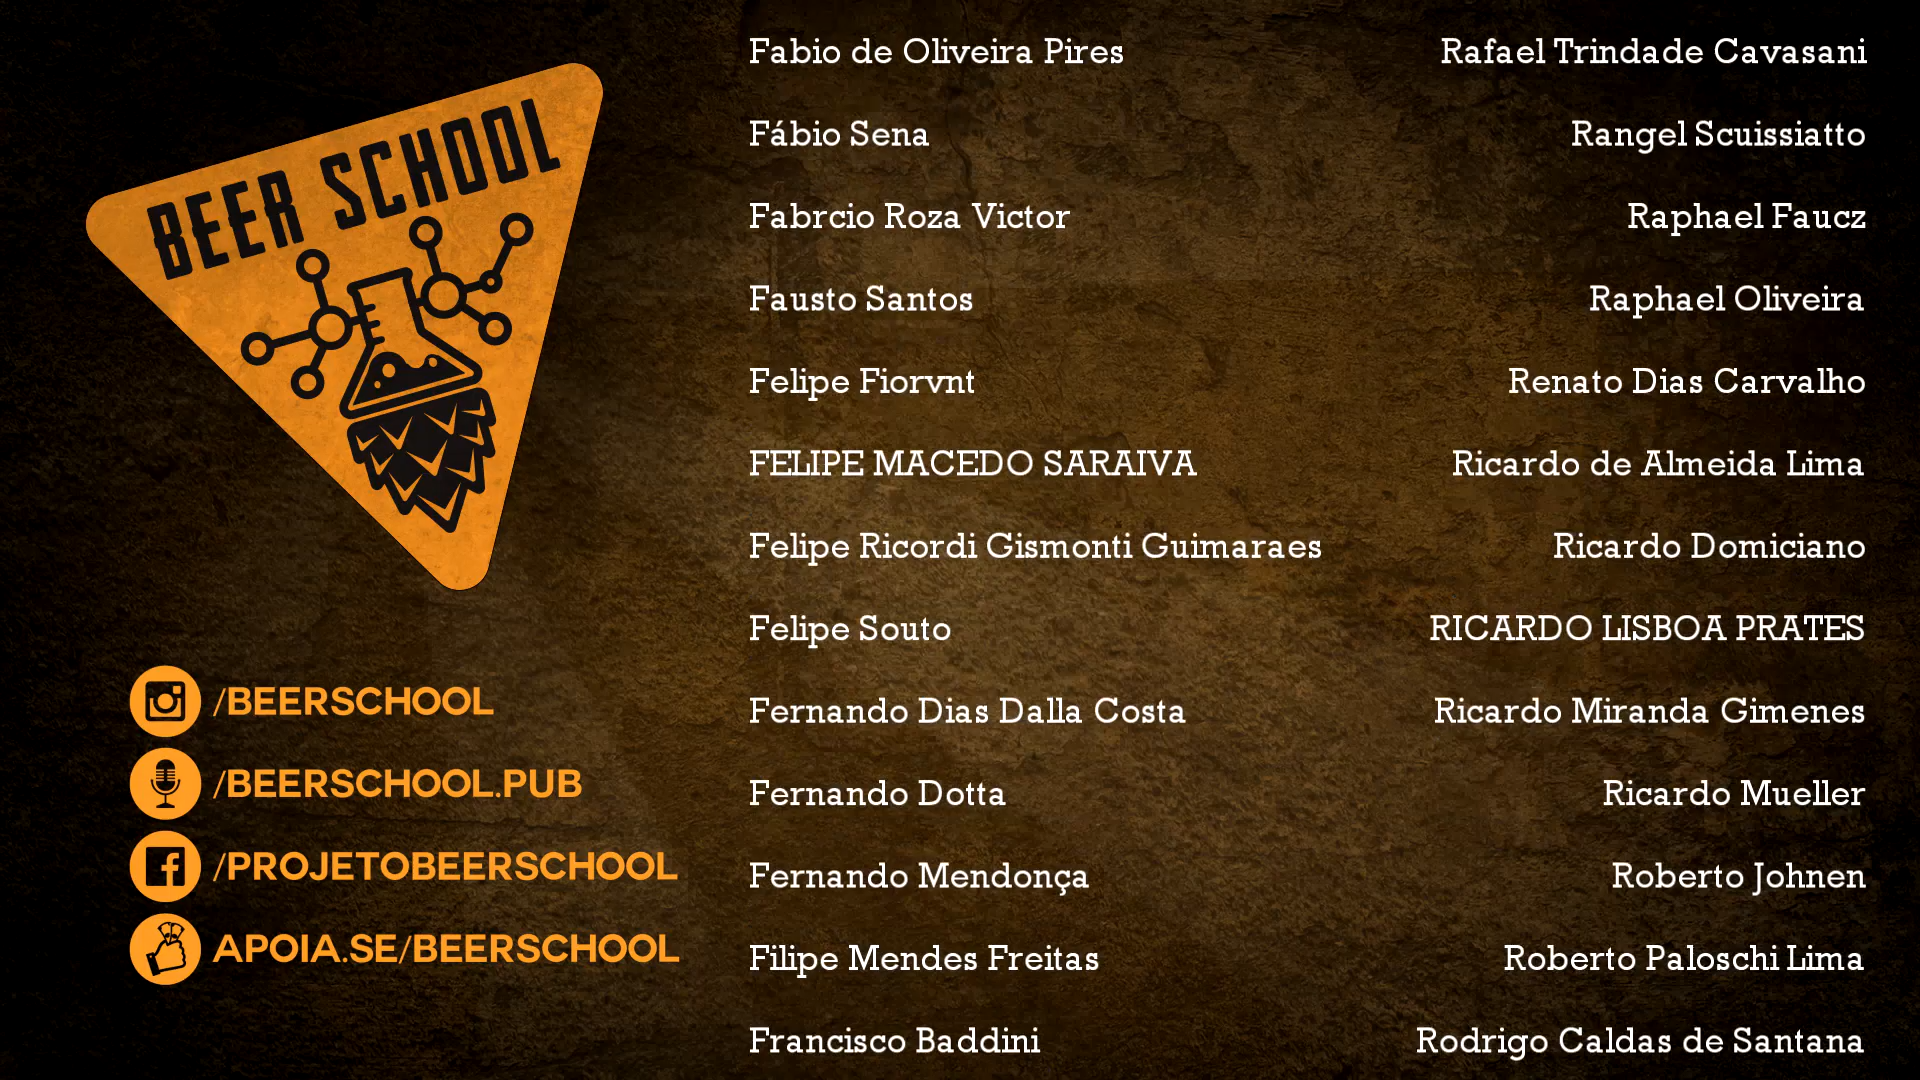 BEER SCHOOL
/BEERSCHOOL
/BEERSCHOOL.PUB
/PROJETOBEERSCHOOL
APOIA.SE/BEERSCHOOL
Fabio de Oliveira Pires
Fábio Sena
Fabrcio Roza Victor
Fausto Santos
Felipe Fiorvnt
FELIPE MACEDO SARAIVA
Felipe Ricordi Gismonti Guimaraes
Felipe Souto
Fernando Dias Dalla Costa
Fernando Dotta
Fernando Mendonça
Filipe Mendes Freitas
Francisco Baddini
Rafael Trindade Cavasani
Rangel Scuissiatto
Raphael Faucz
Raphael Oliveira
Renato Dias Carvalho
Ricardo de Almeida Lima
Ricardo Domiciano
RICARDO LISBOA PRATES
Ricardo Miranda Gimenes
Ricardo Mueller
Roberto Johnen
Roberto Paloschi Lima
Rodrigo Caldas de Santana